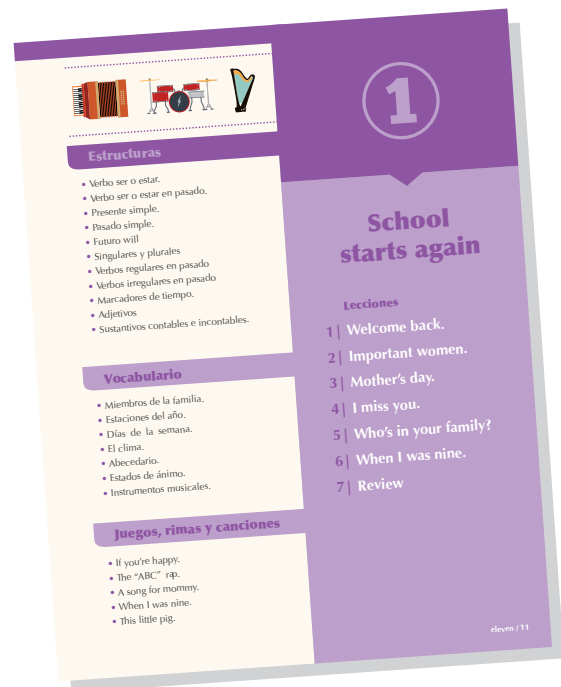 Estructuras
• Verbo ser o estar.
• Verbo ser o estar en pasado.
• Presente simple.
• Pasado simple.
• Futuro will
• Singulares y plurales
• Verbos regulares en pasado
• Verbos irregulares en pasado
• Marcadores de tiempo.
• Adjetivos
• Sustantivos contables e incontables.
Vocabulario
• Miembros de la familia.
• Estaciones del año.
• Días de la semana.
• El clima.
• Abecedario.
• Estados de ánimo.
• Instrumentos musicales.
Juegos, rimas y canciones
• If you're happy.
• The “ABC” rap.
• A song for mommy.
• When I was nine.
• This little pig.
1
School
starts again
Lecciones
1 | Welcome back.
2 | Important women.
3 | Mother’s day.
4 | I miss you.
5 | Who’s in your family?
6 | When I was nine.
7 | Review
eleven / 11